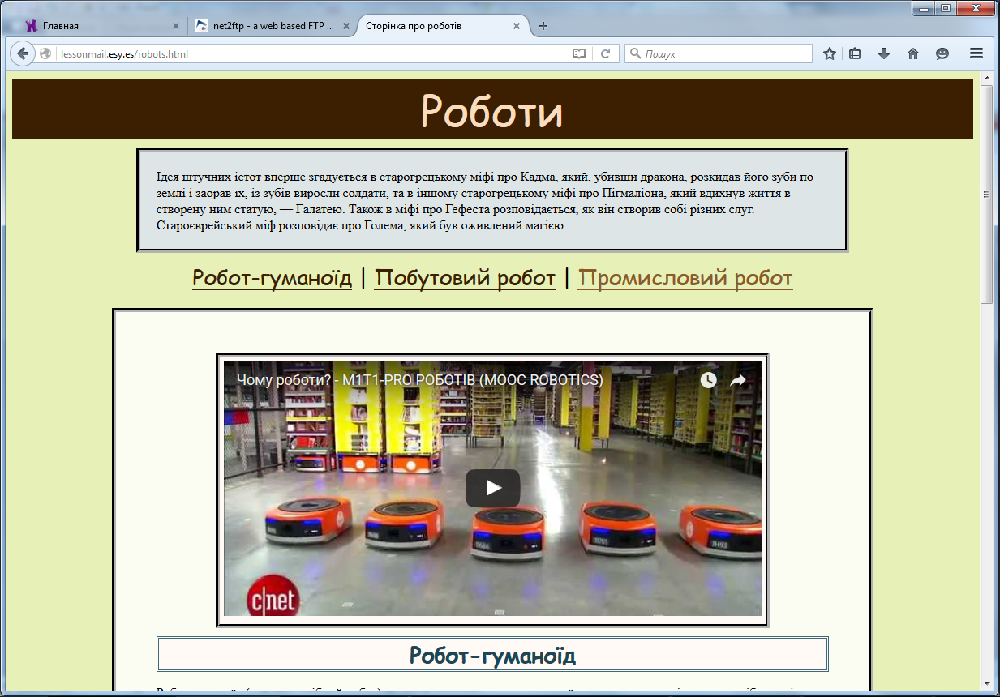 Главная
net2ftp - a web based FTP ...
Сторінка про роботів
lessonmail.esy.es/robots.html
Пошук
Роботи
Ідея штучних істот вперше згадується в старогрецькому міфі про Кадма, який, убивши дракона, розкидав його зуби по
землі і заорав їх, із зубів виросли солдати, та в іншому старогрецькому міфі про Пігмаліона, який вдихнув життя в
створену ним статую, — Галатею. Також в міфі про Гефеста розповідається, як він створив собі різних слуг.
Староєврейський міф розповідає про Голема, який був оживлений магією.
Робот-гуманоїд | Побутовий робот | Промисловий робот
Чому роботи? - M1T1-PRO РОБОТІВ (MOOC ROBOTICS)
c|net
Робот-гуманоїд